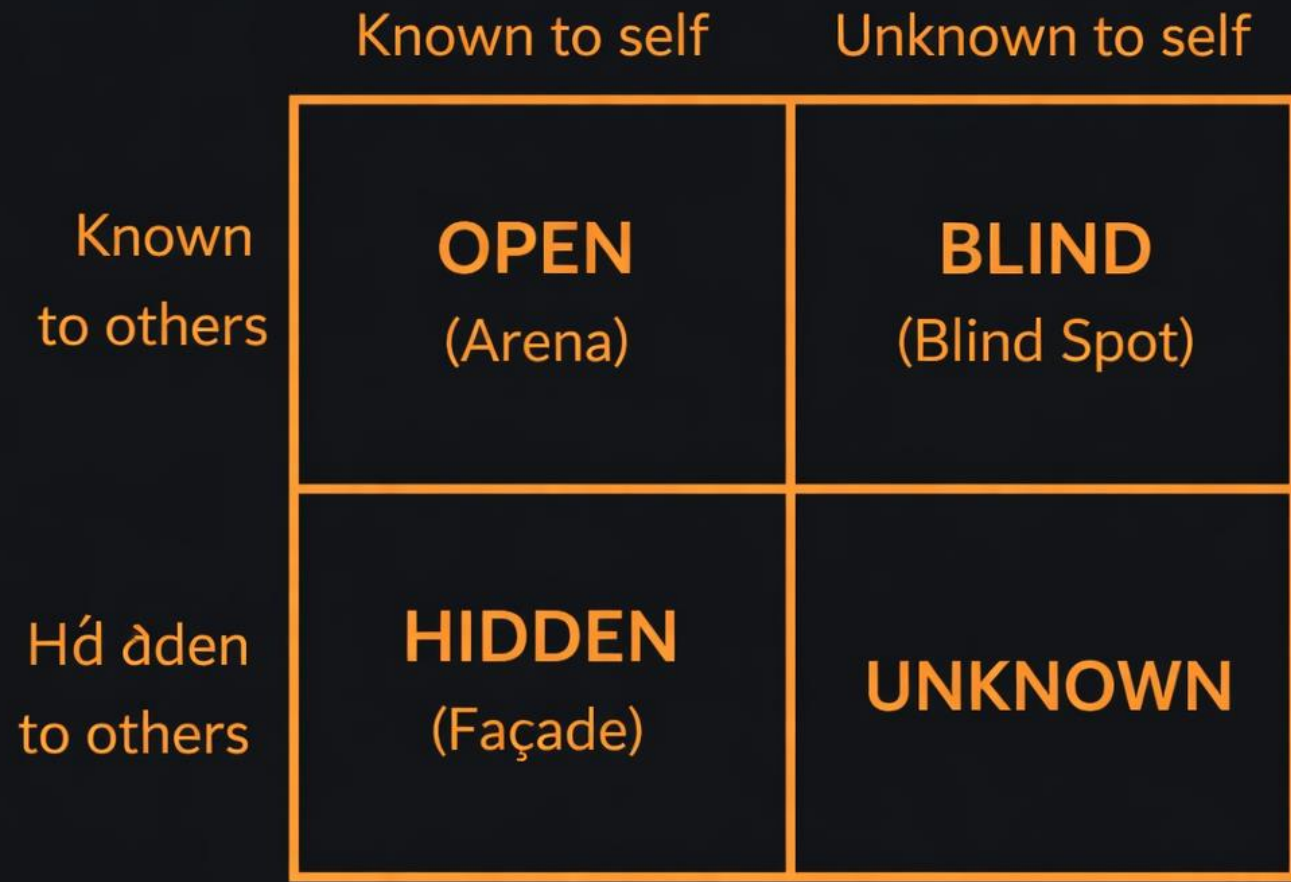 Known to self Unknown to self
Known
to others
OPEN
(Arena)
BLIND
(Blind Spot)
to others
HIDDEN
(Façade)
UNKNOWN